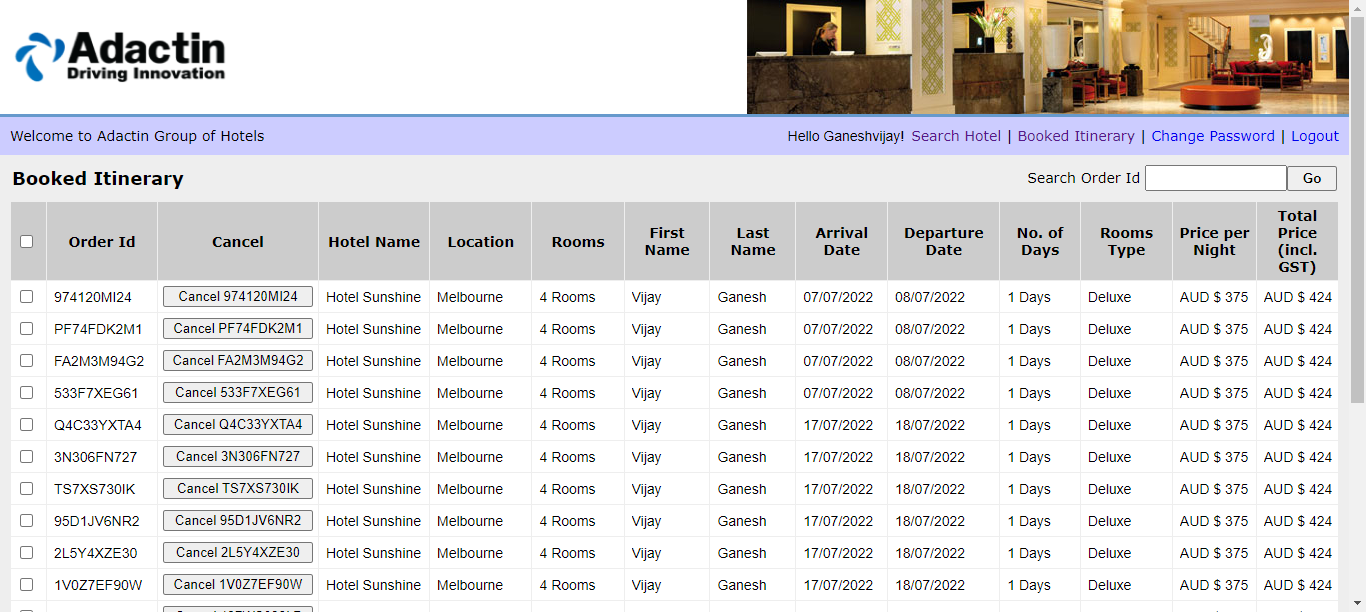 Adactin
Driving Innovation
Welcome to Adactin Group of Hotels Hello Ganeshvijay! Search Hotel | Booked Itinerary | Change Password | Logout
Booked Itinerary Search Order Id Go
Order Id Cancel Hotel Name Location Rooms First Name Last Name Arrival Date Departure Date No. of Days Rooms Type Price per Night Total Price (incl. GST)
974120MI24 Cancel 974120MI24 Hotel Sunshine Melbourne 4 Rooms Vijay Ganesh 07/07/2022 08/07/2022 1 Days Deluxe AUD $ 375 AUD $ 424
PF74FDK2M1 Cancel PF74FDK2M1 Hotel Sunshine Melbourne 4 Rooms Vijay Ganesh 07/07/2022 08/07/2022 1 Days Deluxe AUD $ 375 AUD $ 424
FA2M3M94G2 Cancel FA2M3M94G2 Hotel Sunshine Melbourne 4 Rooms Vijay Ganesh 07/07/2022 08/07/2022 1 Days Deluxe AUD $ 375 AUD $ 424
533F7XEG61 Cancel 533F7XEG61 Hotel Sunshine Melbourne 4 Rooms Vijay Ganesh 07/07/2022 08/07/2022 1 Days Deluxe AUD $ 375 AUD $ 424
Q4C33YXTA4 Cancel Q4C33YXTA4 Hotel Sunshine Melbourne 4 Rooms Vijay Ganesh 17/07/2022 18/07/2022 1 Days Deluxe AUD $ 375 AUD $ 424
3N306FN727 Cancel 3N306FN727 Hotel Sunshine Melbourne 4 Rooms Vijay Ganesh 17/07/2022 18/07/2022 1 Days Deluxe AUD $ 375 AUD $ 424
TS7XS730IK Cancel TS7XS730IK Hotel Sunshine Melbourne 4 Rooms Vijay Ganesh 17/07/2022 18/07/2022 1 Days Deluxe AUD $ 375 AUD $ 424
95D1JV6NR2 Cancel 95D1JV6NR2 Hotel Sunshine Melbourne 4 Rooms Vijay Ganesh 17/07/2022 18/07/2022 1 Days Deluxe AUD $ 375 AUD $ 424
2L5Y4XZE30 Cancel 2L5Y4XZE30 Hotel Sunshine Melbourne 4 Rooms Vijay Ganesh 17/07/2022 18/07/2022 1 Days Deluxe AUD $ 375 AUD $ 424
1V0Z7EF90W Cancel 1V0Z7EF90W Hotel Sunshine Melbourne 4 Rooms Vijay Ganesh 17/07/2022 18/07/2022 1 Days Deluxe AUD $ 375 AUD $ 424